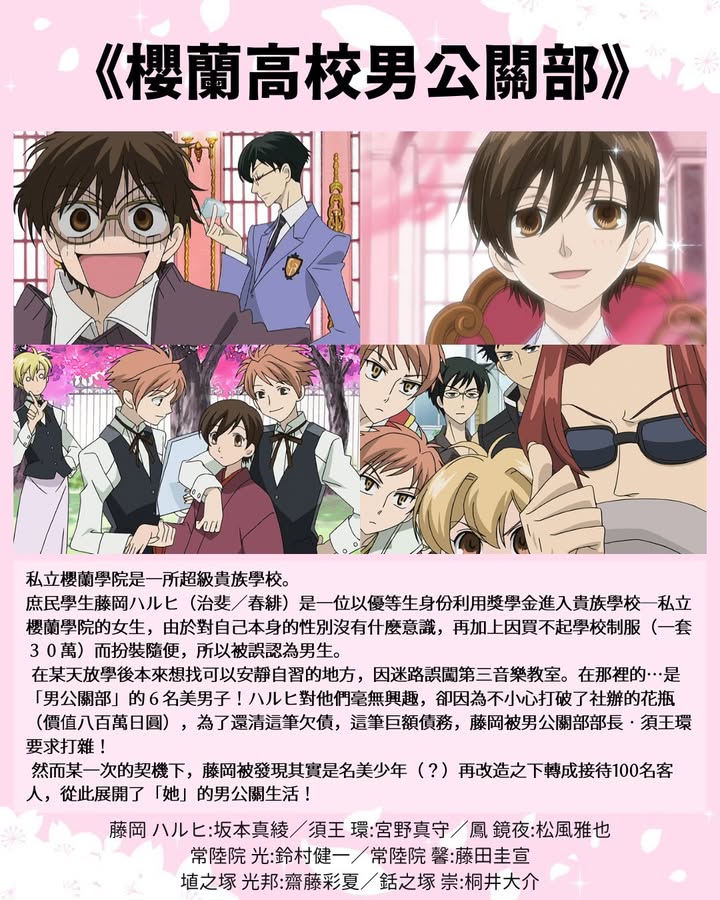 《櫻蘭高校男公關部》
私立櫻蘭學院是一所超級貴族學校。
庶民學生藤岡ハルヒ（治斐／春緋）是一位以優等生身份利用獎學金進入貴族學校─私立
櫻蘭學院的女生，由於對自己本身的性別沒有什麼意識，再加上因買不起學校制服（一套
３０萬）而扮裝隨便，所以被誤認為男生。
在某天放學後本來想找可以安靜自習的地方，因迷路誤闖第三音樂教室。在那裡的…是
「男公關部」的６名美男子！ハルヒ對他們毫無興趣，卻因為不小心打破了社辦的花瓶
（價值八百萬日圓），為了還清這筆欠債，這筆巨額債務，藤岡被男公關部部長．須王環
要求打雜！
然而某一次的契機下，藤岡被發現其實是名美少年（？）再改造之下轉成接待100名客
人，從此展開了「她」的男公關生活！
藤岡 ハルヒ:坂本真綾／須王 環:宮野真守／鳳 鏡夜:松風雅也
常陸院 光:鈴村健一／常陸院 馨:藤田圭宣
埴之塚 光邦:齋藤彩夏／銛之塚 崇:桐井大介